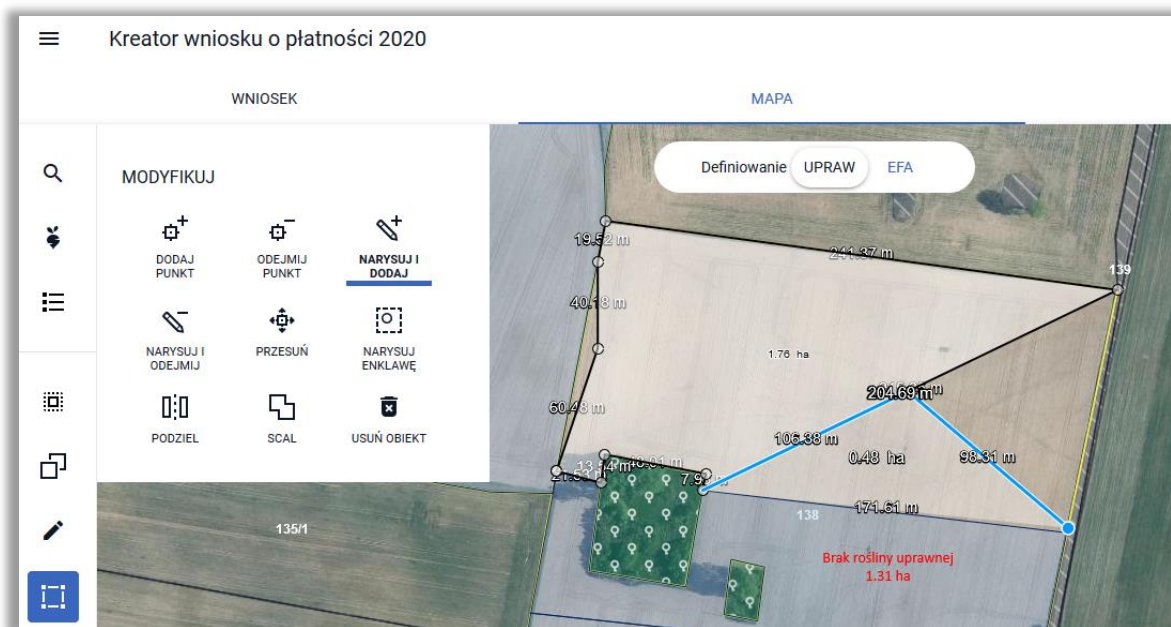 Kreator wniosku o płatności 2020
WNIOSEK
MAPA
MODYFIKUJ
DODAJ
PUNKT
ODEJMIJ
PUNKT
NARYSUJ I
DODAJ
NARYSUJ I
ODEJMIJ
PRZESUŃ
NARYSUJ
ENKLAWĘ
PODZIEL
SCAL
USUŃ OBIEKT
Definiowanie UPRAW EFA
19.52 m
241.37 m
139
40.18 m
1.76 ha
204.69 m
60.48 m
106.38 m
0.48 ha
98.31 m
171.61 m
138
135/1
Brak rośliny uprawnej
1.31 ha